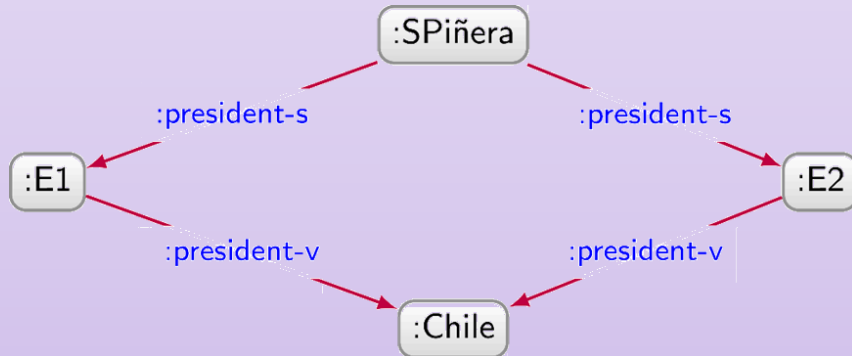 :SPiñera
:president-s
:president-s
:E1
:E2
:president-v
:president-v
:Chile